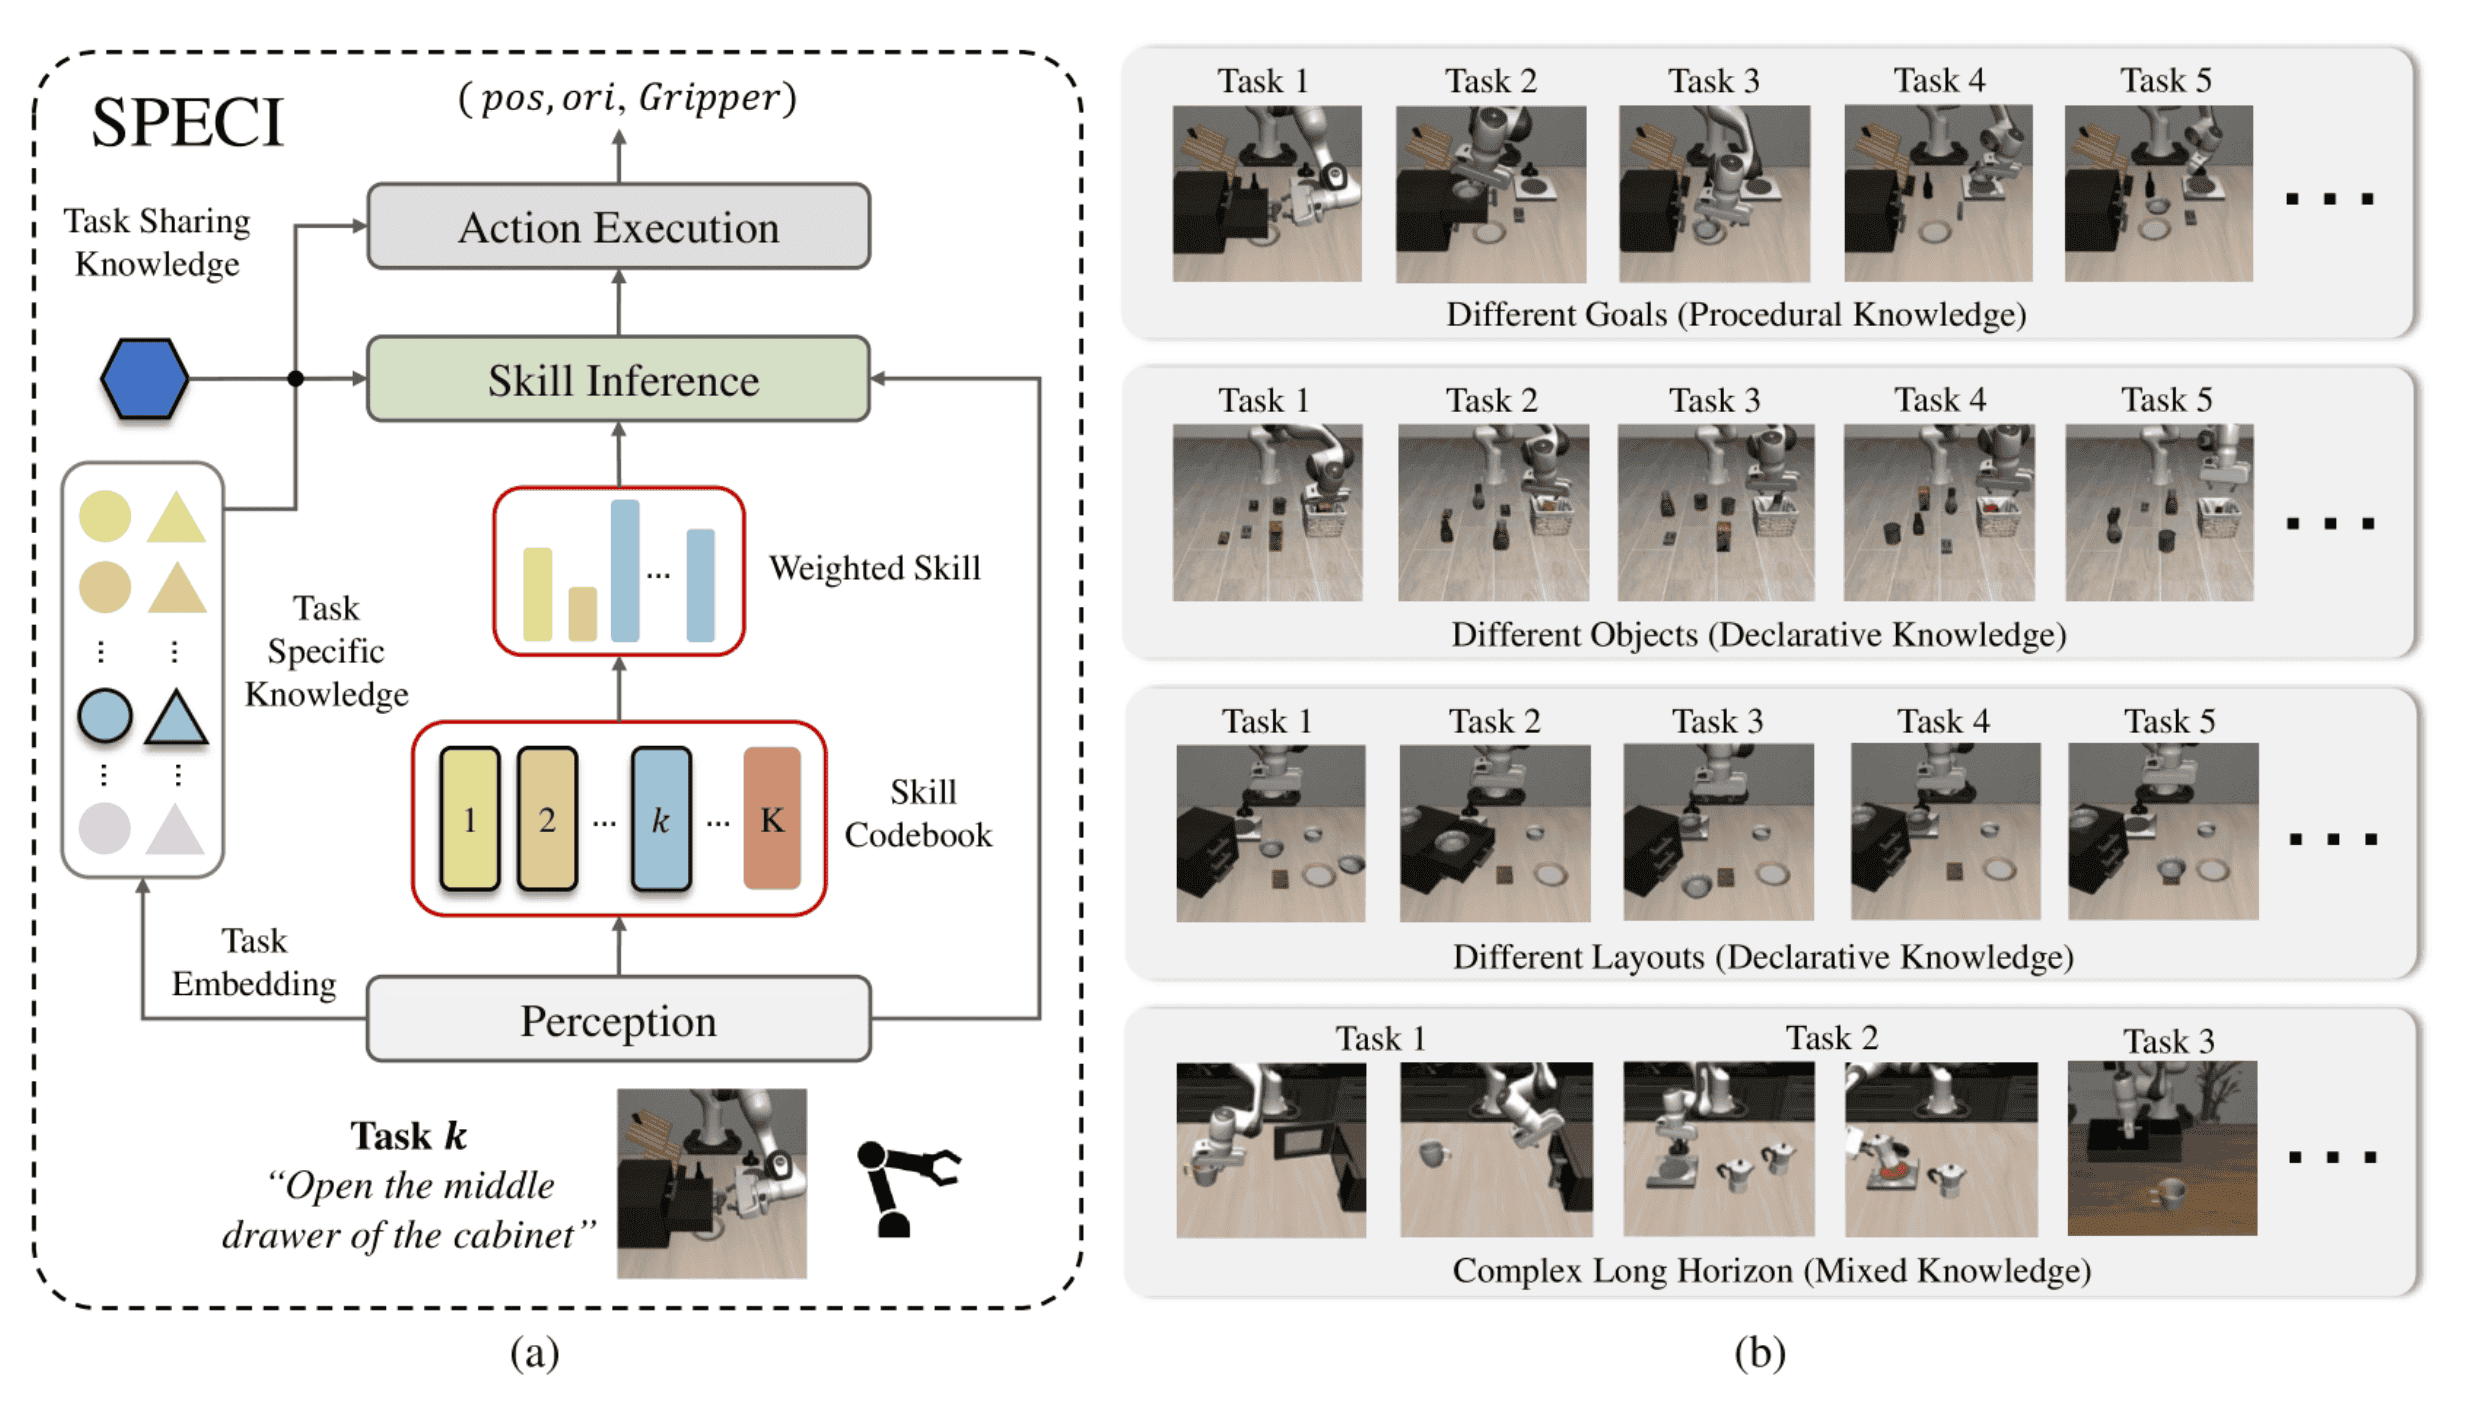 SPECI
(pos,ori, Gripper)
Action Execution
Task Sharing
Knowledge
Skill Inference
Weighted Skill
Task
Specific
Knowledge
1
2
...
k
...
K
Skill
Codebook
Task
Embedding
Perception
Task k
“Open the middle
drawer of the cabinet”
(a)
Task 1
Task 2
Task 3
Task 4
Task 5
Different Goals (Procedural Knowledge)
Task 1
Task 2
Task 3
Task 4
Task 5
Different Objects (Declarative Knowledge)
Task 1
Task 2
Task 3
Task 4
Task 5
Different Layouts (Declarative Knowledge)
Task 1
Task 2
Task 3
Complex Long Horizon (Mixed Knowledge)
(b)